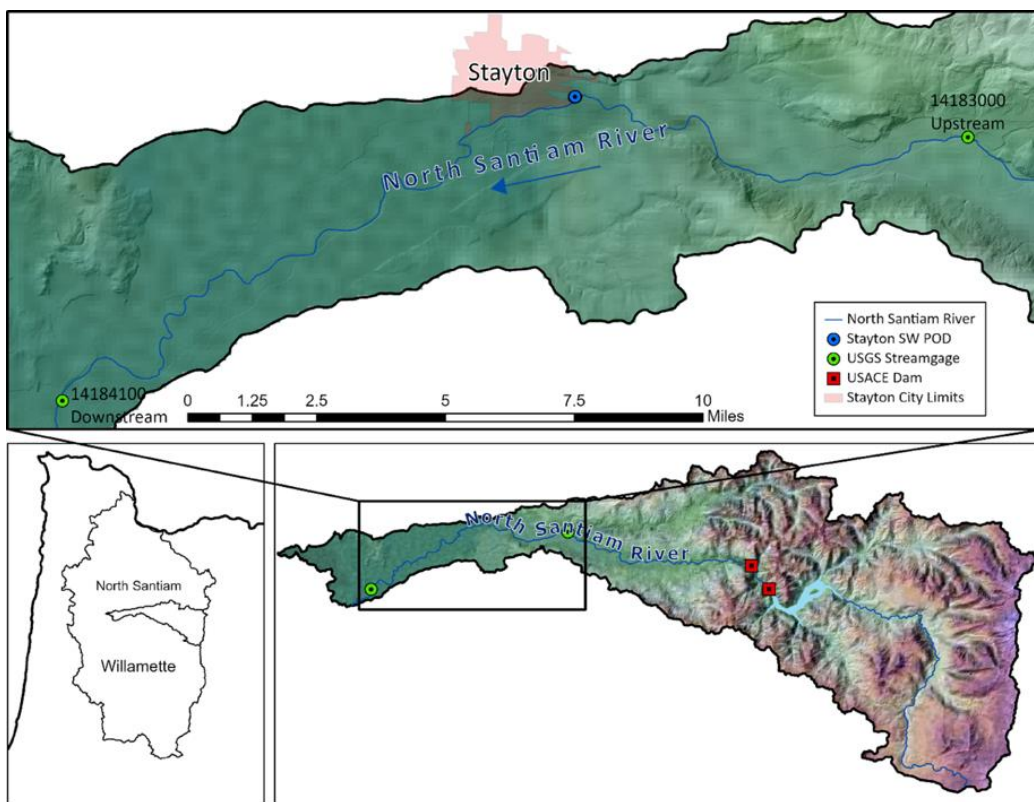 Stayton
14183000
Upstream
North Santiam River
North Santiam River
Stayton SW POD
USGS Streamgage
USACE Dam
Stayton City Limits
14184100
Downstream
0 1.25 2.5 5 7.5 10
Miles
North Santiam
Willamette
North Santiam River